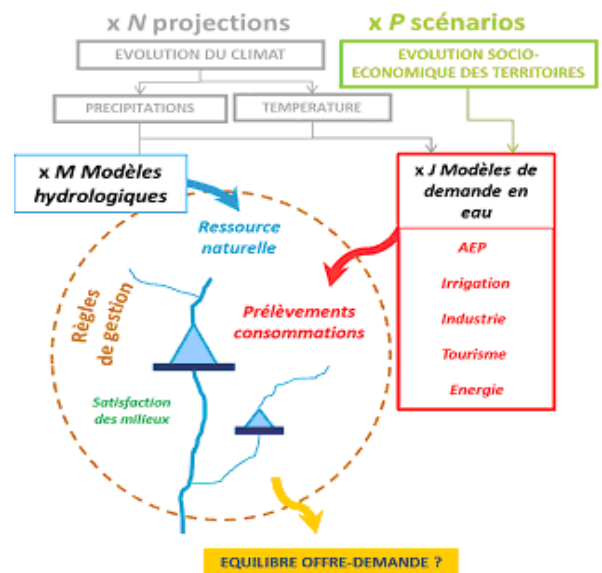 x N projections
EVOLUTION DU CLIMAT
PRECIPITATIONS
TEMPERATURE
x P scénarios
EVOLUTION SOCIO-
ECONOMIQUE DES TERRITOIRES
x M Modèles
hydrologiques
x J Modèles de
demande en
eau
AEP
Irrigation
Industrie
Tourisme
Energie
Ressource
naturelle
Prélèvements
consommations
Règles
de gestion
Satisfaction
des milieux
EQUILIBRE OFFRE-DEMANDE ?